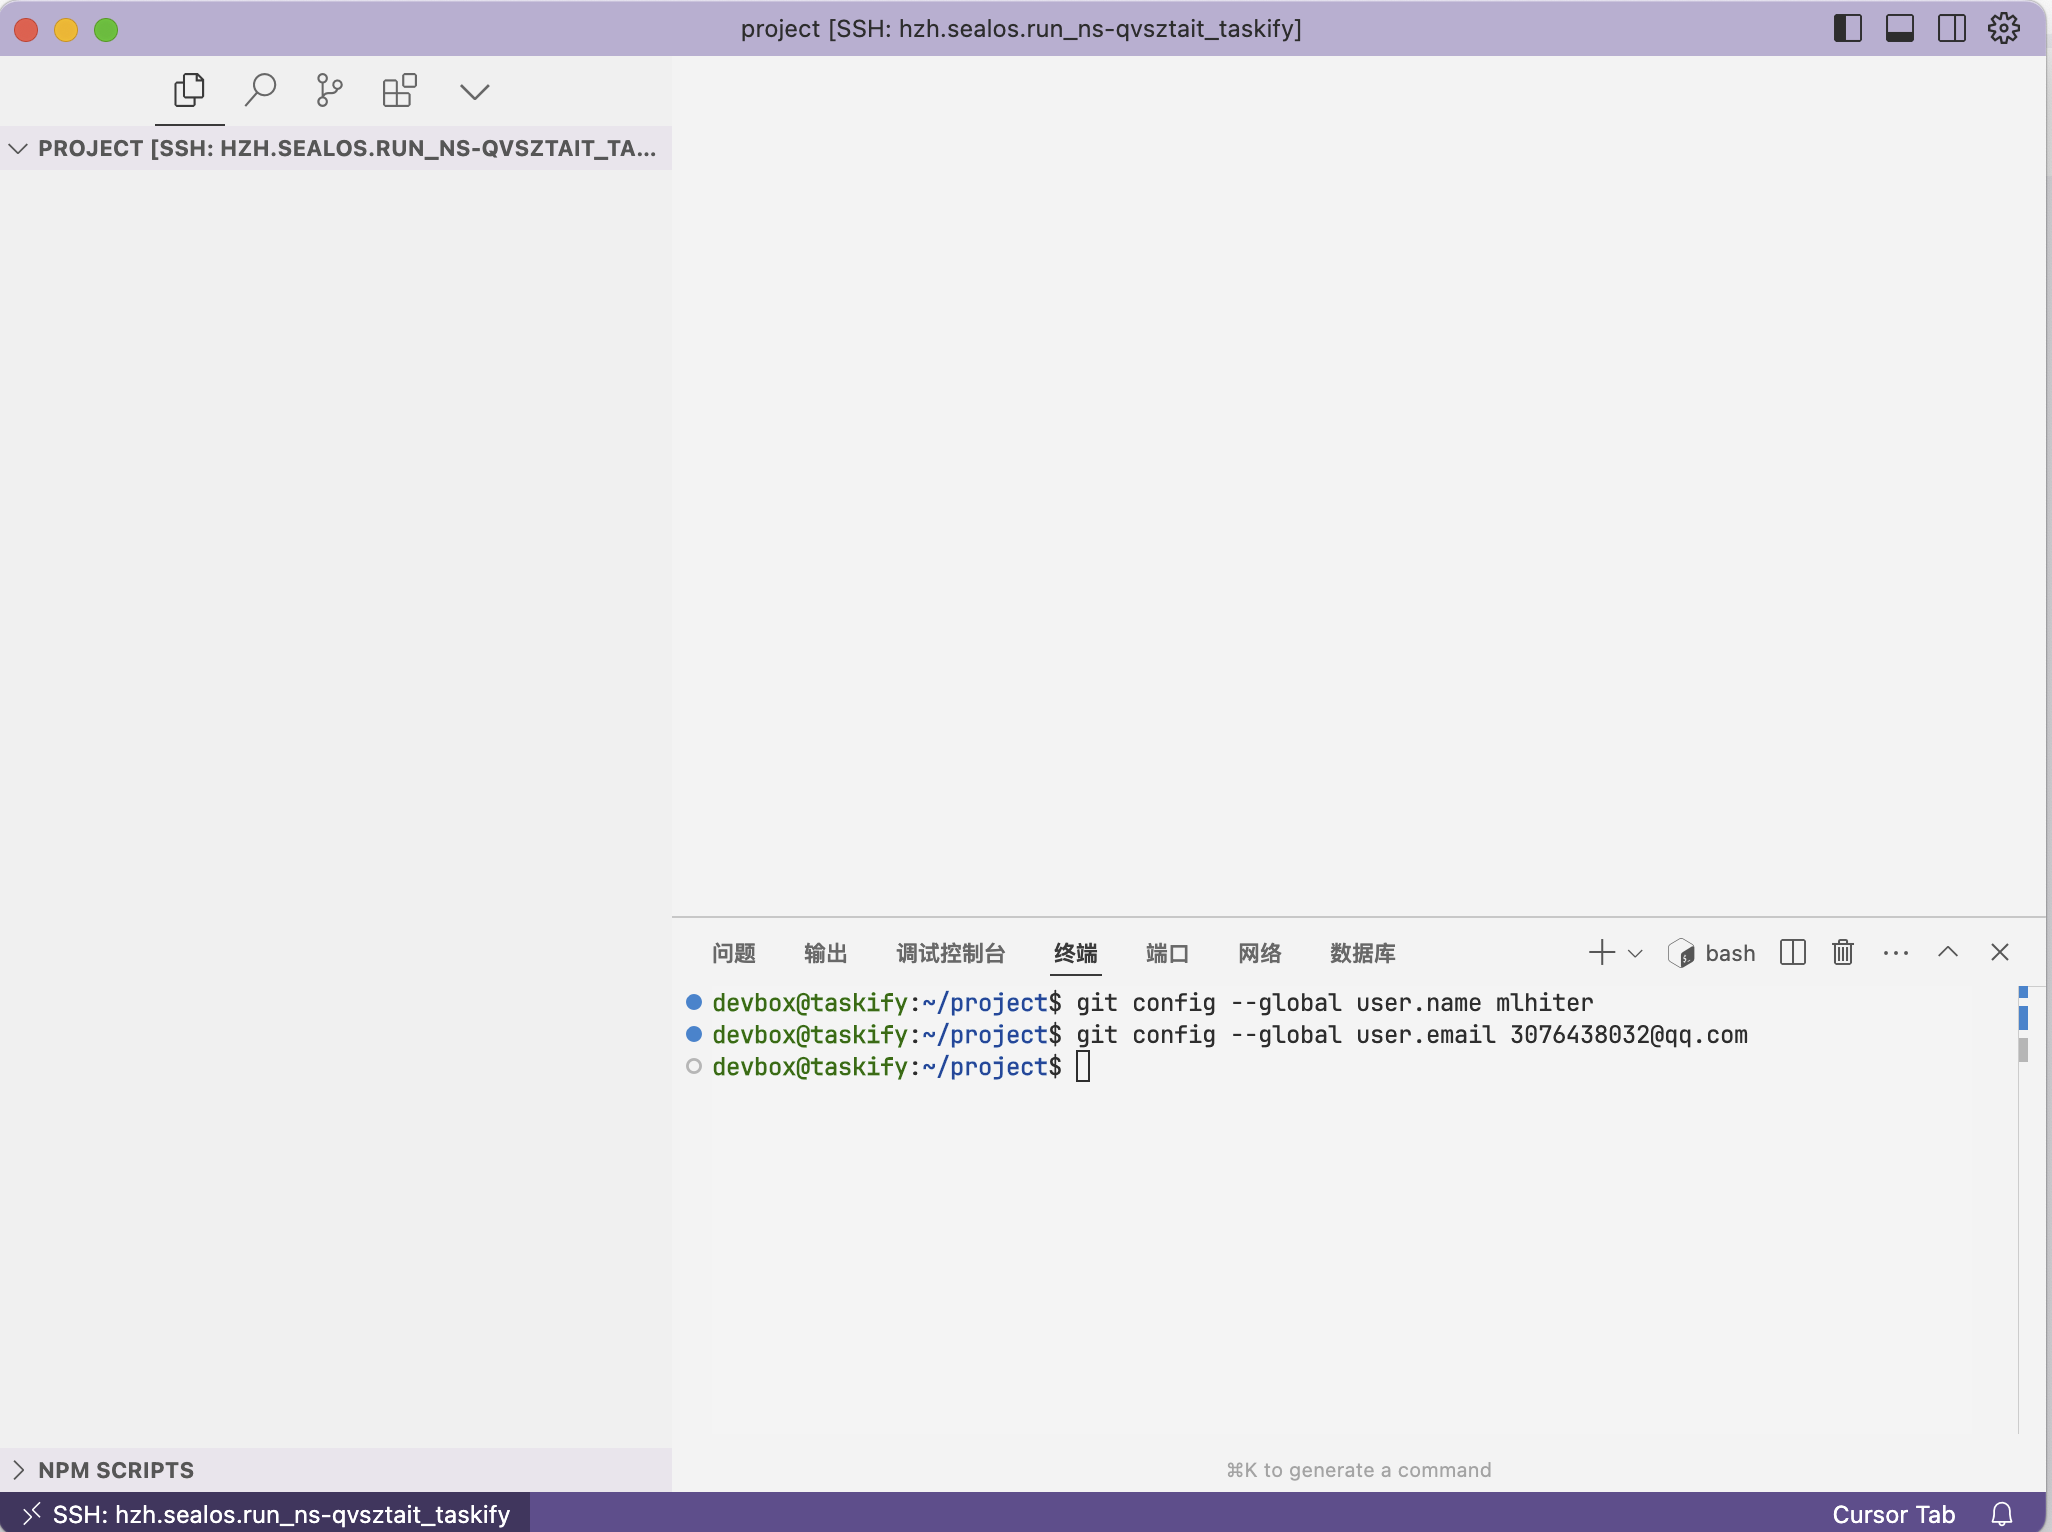 project [SSH: hzh.sealos.run_ns-qvsztait_taskify]
PROJECT [SSH: HZH.SEALOS.RUN_NS-QVSZTAIT_TA...
问题 输出 调试控制台 终端 端口 网络 数据库 bash
devbox@taskify:~/project$ git config --global user.name mlhiter
devbox@taskify:~/project$ git config --global user.email 3076438032@qq.com
devbox@taskify:~/project$
NPM SCRIPTS
⌘K to generate a command
SSH: hzh.sealos.run_ns-qvsztait_taskify
Cursor Tab